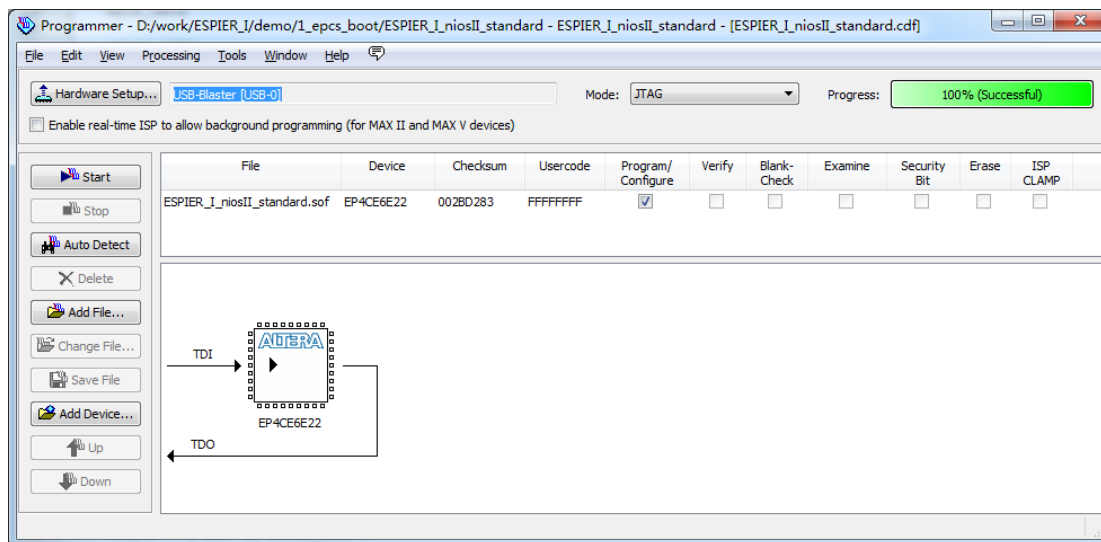 Programmer - D:/work/ESPIER_I/demo/1_epcs_boot/ESPIER_I_niosII_standard - ESPIER_I_niosII_standard - [ESPIER_I_niosII_standard.cdf]
File Edit View Processing Tools Window Help
Hardware Setup... USB-Blaster [USB-0] Mode: JTAG Progress: 100% (Successful)
Enable real-time ISP to allow background programming (for MAX II and MAX V devices)
Start
Stop
Auto Detect
Delete
Add File...
Change File...
Save File
Add Device...
Up
Down
File Device Checksum Usercode Program/ Verify Blank- Examine Security Erase ISP
Configure Check Bit CLAMP
ESPIER_I_niosII_standard.sof EP4CE6E22 002BD283 FFFFFFFF
ALTERA
TDI
EP4CE6E22
TDO